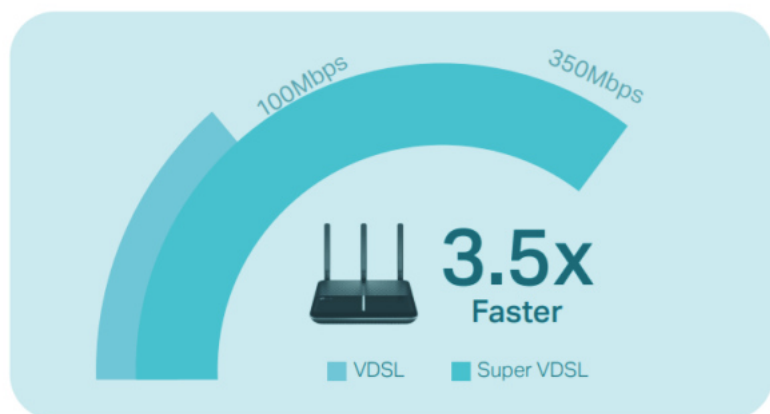 100Mbps
350Mbps
3.5x
Faster
VDSL
Super VDSL